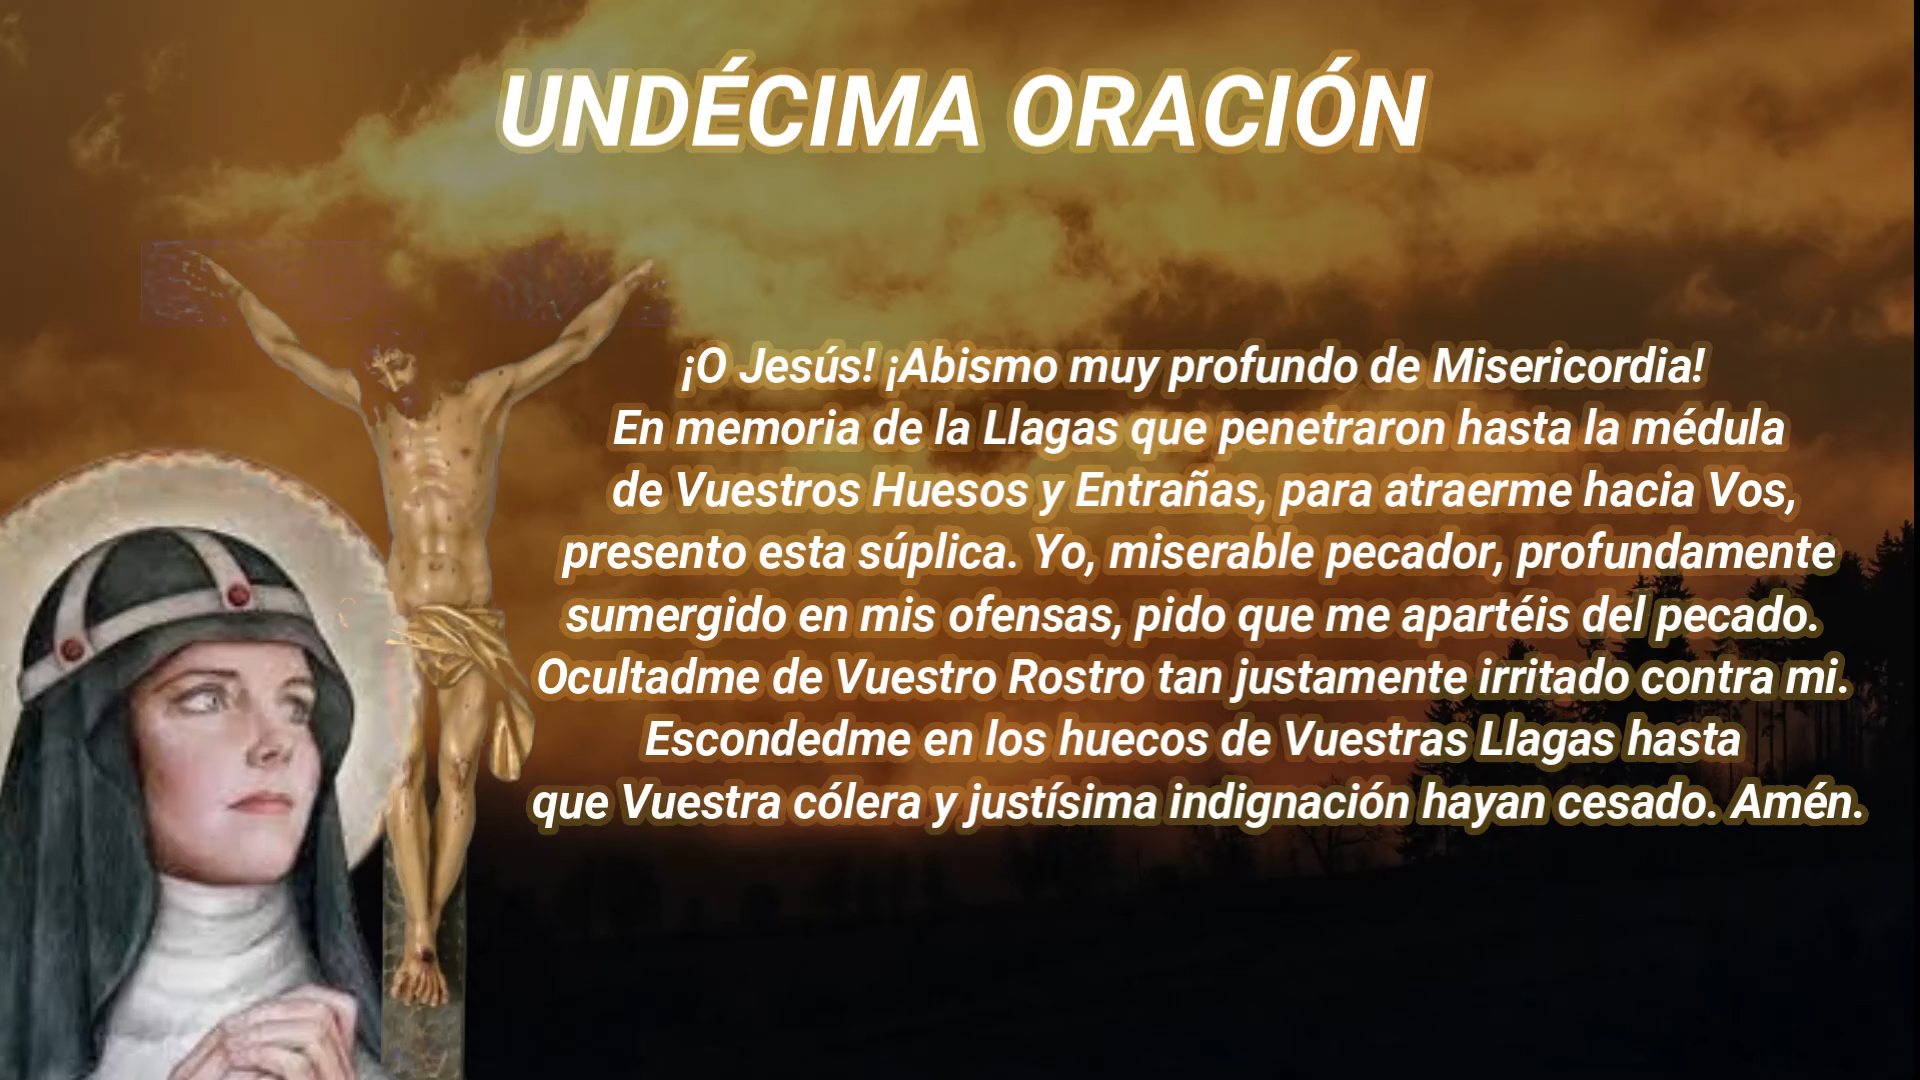 UNDÉCIMA ORACIÓN
¡O Jesús! ¡Abismo muy profundo de Misericordia!
En memoria de la Llagas que penetraron hasta la médula
de Vuestros Huesos y Entrañas, para atraerme hacia Vos,
presento esta súplica. Yo, miserable pecador, profundamente
sumergido en mis ofensas, pido que me apartéis del pecado.
Ocultadme de Vuestro Rostro tan justamente irritado contra mi.
Escondedme en los huecos de Vuestras Llagas hasta
que Vuestra cólera y justísima indignación hayan cesado. Amén.